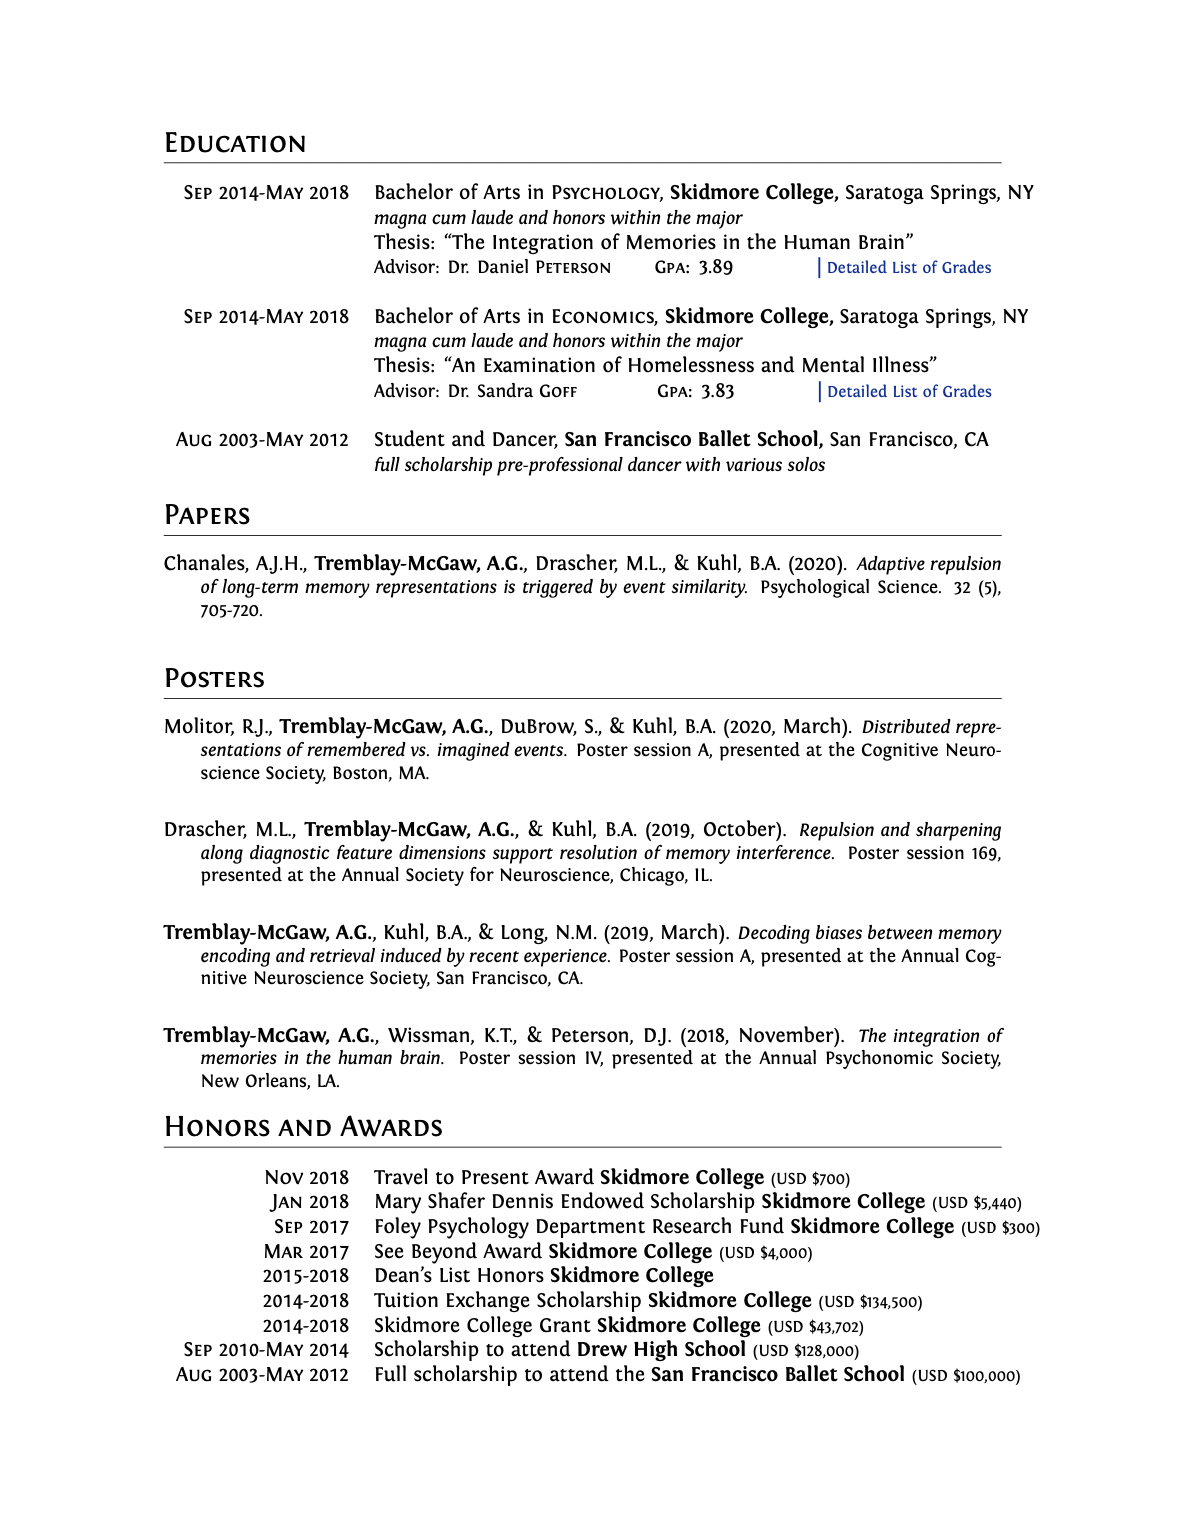 Education
Sep 2014-May 2018 Bachelor of Arts in Psychology, Skidmore College, Saratoga Springs, NY
magna cum laude and honors within the major
Thesis: “The Integration of Memories in the Human Brain”
Advisor: Dr. Daniel Peterson Gpa: 3.89 | Detailed List of Grades
Sep 2014-May 2018 Bachelor of Arts in Economics, Skidmore College, Saratoga Springs, NY
magna cum laude and honors within the major
Thesis: “An Examination of Homelessness and Mental Illness”
Advisor: Dr. Sandra Goff Gpa: 3.83 | Detailed List of Grades
Aug 2003-May 2012 Student and Dancer, San Francisco Ballet School, San Francisco, CA
full scholarship pre-professional dancer with various solos
Papers
Chanales, A.J.H., Tremblay-McGaw, A.G., Drascher, M.L., & Kuhl, B.A. (2020). Adaptive repulsion
of long-term memory representations is triggered by event similarity. Psychological Science. 32 (5),
705-720.
Posters
Molitor, R.J., Tremblay-McGaw, A.G., DuBrow, S., & Kuhl, B.A. (2020, March). Distributed repre-
sentations of remembered vs. imagined events. Poster session A, presented at the Cognitive Neuro-
science Society, Boston, MA.
Drascher, M.L., Tremblay-McGaw, A.G., & Kuhl, B.A. (2019, October). Repulsion and sharpening
along diagnostic feature dimensions support resolution of memory interference. Poster session 169,
presented at the Annual Society for Neuroscience, Chicago, IL.
Tremblay-McGaw, A.G., Kuhl, B.A., & Long, N.M. (2019, March). Decoding biases between memory
encoding and retrieval induced by recent experience. Poster session A, presented at the Annual Cog-
nitive Neuroscience Society, San Francisco, CA.
Tremblay-McGaw, A.G., Wissman, K.T., & Peterson, D.J. (2018, November). The integration of
memories in the human brain. Poster session IV, presented at the Annual Psychonomic Society,
New Orleans, LA.
Honors and Awards
Nov 2018 Travel to Present Award Skidmore College (USD $700)
Jan 2018 Mary Shafer Dennis Endowed Scholarship Skidmore College (USD $5,440)
Sep 2017 Foley Psychology Department Research Fund Skidmore College (USD $300)
Mar 2017 See Beyond Award Skidmore College (USD $4,000)
2015-2018 Dean’s List Honors Skidmore College
2014-2018 Tuition Exchange Scholarship Skidmore College (USD $134,500)
2014-2018 Skidmore College Grant Skidmore College (USD $43,702)
Sep 2010-May 2014 Scholarship to attend Drew High School (USD $128,000)
Aug 2003-May 2012 Full scholarship to attend the San Francisco Ballet School (USD $100,000)